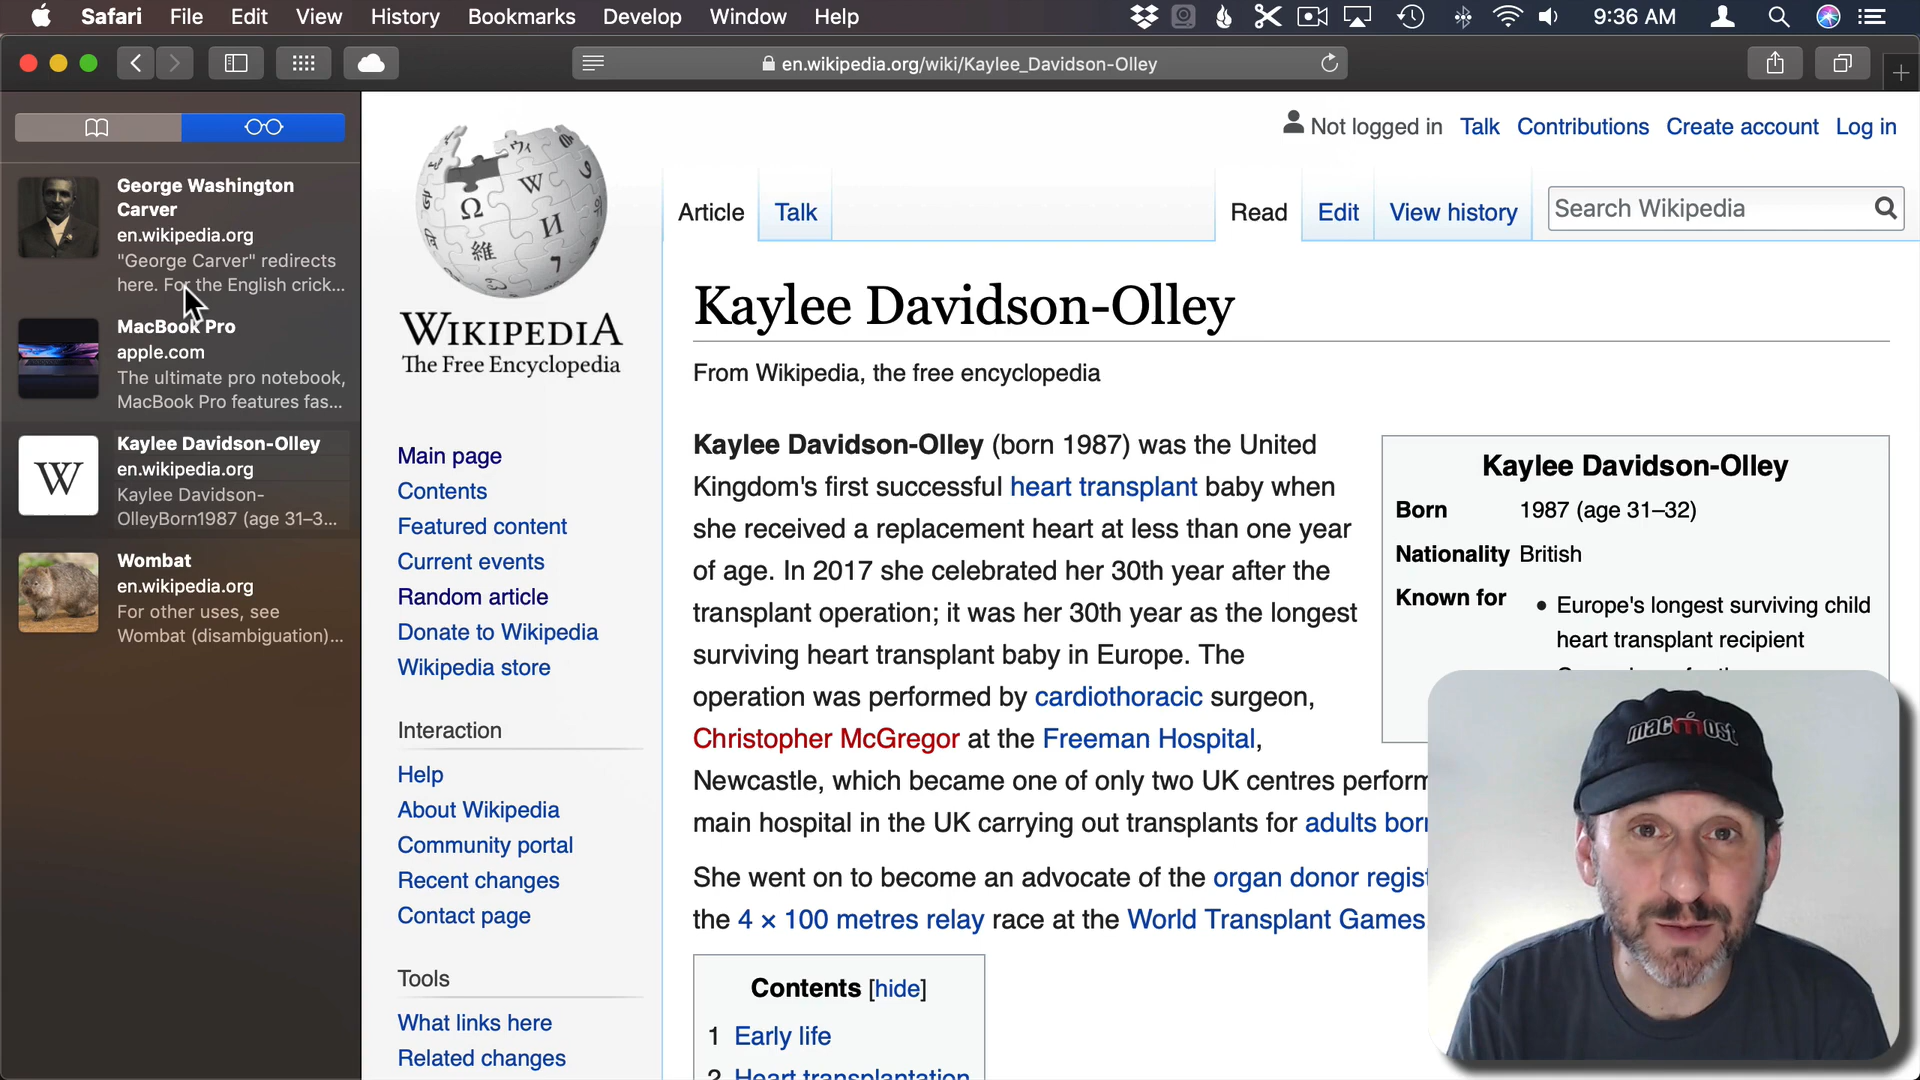 Safari File Edit View History Bookmarks Develop Window Help 9:36 AM
en.wikipedia.org/wiki/Kaylee_Davidson-Olley
George Washington
Carver
en.wikipedia.org
"George Carver" redirects
here. For the English crick...
MacBook Pro
apple.com
The ultimate pro notebook,
MacBook Pro features fas...
Kaylee Davidson-Olley
en.wikipedia.org
Kaylee Davidson-
OlleyBorn1987 (age 31–3...
Wombat
en.wikipedia.org
For other uses, see
Wombat (disambiguation)...
WIKIPEDIA
The Free Encyclopedia
Main page
Contents
Featured content
Current events
Random article
Donate to Wikipedia
Wikipedia store
Interaction
Help
About Wikipedia
Community portal
Recent changes
Contact page
Tools
What links here
Related changes
Not logged in Talk Contributions Create account Log in
Article Talk Read Edit View history Search Wikipedia
Kaylee Davidson-Olley
From Wikipedia, the free encyclopedia
Kaylee Davidson-Olley (born 1987) was the United
Kingdom's first successful heart transplant baby when
she received a replacement heart at less than one year
of age. In 2017 she celebrated her 30th year after the
transplant operation; it was her 30th year as the longest
surviving heart transplant baby in Europe. The
operation was performed by cardiothoracic surgeon,
Christopher McGregor at the Freeman Hospital,
Newcastle, which became one of only two UK centres perform
main hospital in the UK carrying out transplants for adults born
She went on to become an advocate of the organ donor regist
the 4 × 100 metres relay race at the World Transplant Games
Kaylee Davidson-Olley
Born 1987 (age 31–32)
Nationality British
Known for • Europe's longest surviving child
heart transplant recipient
Contents [hide]
1 Early life
2 Heart transplantation
macmost